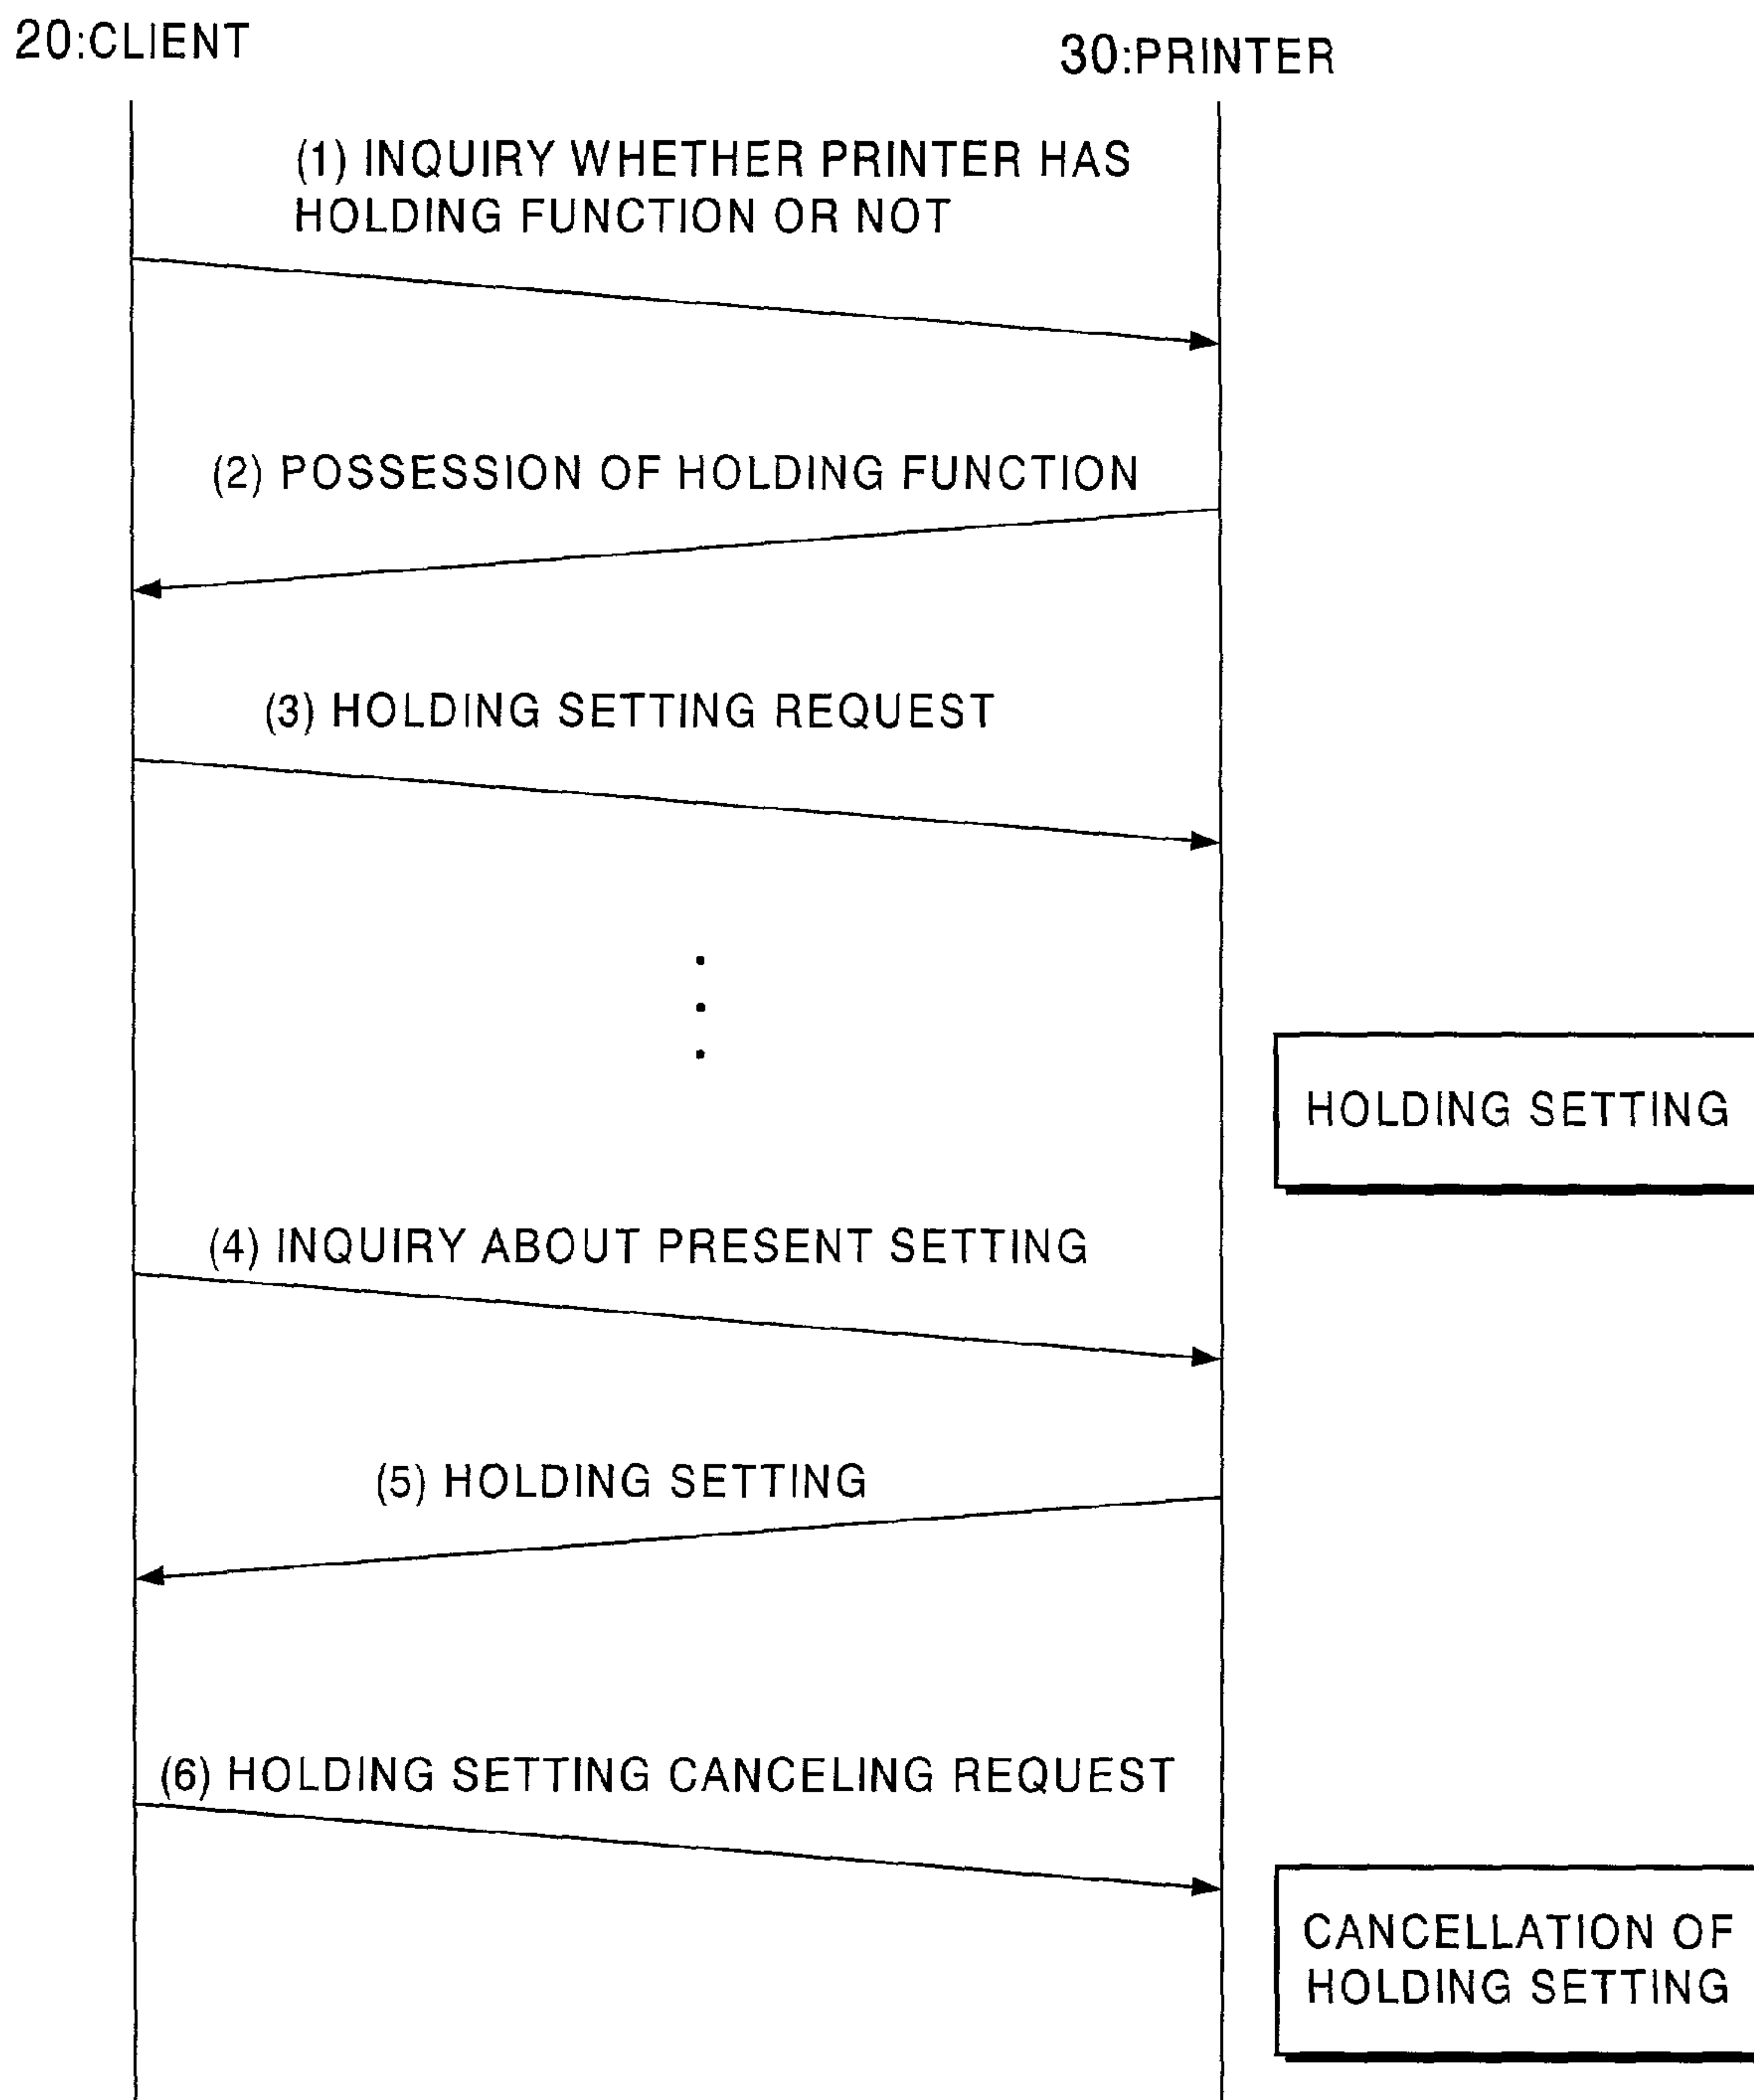 20:CLIENT
30:PRINTER
(1) INQUIRY WHETHER PRINTER HAS
HOLDING FUNCTION OR NOT
(2) POSSESSION OF HOLDING FUNCTION
(3) HOLDING SETTING REQUEST
HOLDING SETTING
(4) INQUIRY ABOUT PRESENT SETTING
(5) HOLDING SETTING
(6) HOLDING SETTING CANCELING REQUEST
CANCELLATION OF
HOLDING SETTING